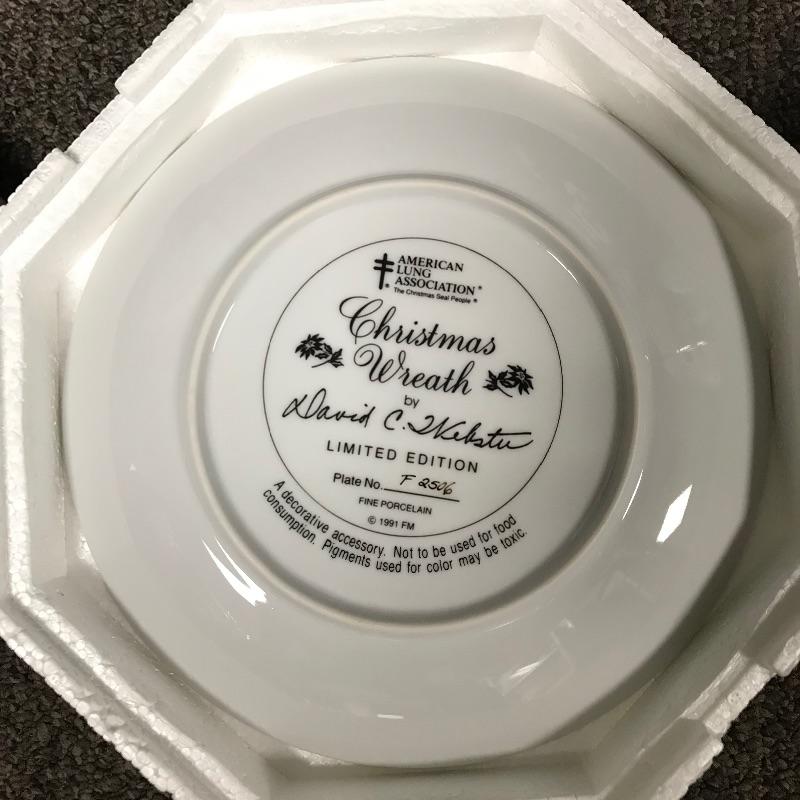 AMERICAN
LUNG
ASSOCIATION®
® The Christmas Seal People®
Christmas
Wreath
by
David C. Webster
LIMITED EDITION
Plate No. F 2506
FINE PORCELAIN
© 1991 FM
A decorative accessory. Not to be used for food
consumption. Pigments used for color may be toxic.